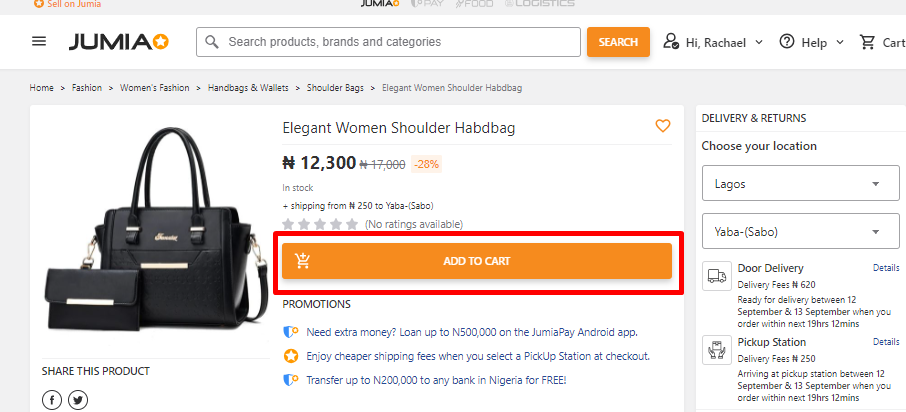 Sell on Jumia
JUMIA PAY FOOD LOGISTICS
JUMIA
Search products, brands and categories
SEARCH
Hi, Rachael
Help
Cart
Home > Fashion > Women's Fashion > Handbags & Wallets > Shoulder Bags > Elegant Women Shoulder Habdbag
Elegant Women Shoulder Habdbag
₦ 12,300 ₦ 17,000 -28%
In stock
+ shipping from ₦ 250 to Yaba-(Sabo)
(No ratings available)
ADD TO CART
PROMOTIONS
Need extra money? Loan up to N500,000 on the JumiaPay Android app.
Enjoy cheaper shipping fees when you select a PickUp Station at checkout.
Transfer up to N200,000 to any bank in Nigeria for FREE!
SHARE THIS PRODUCT
DELIVERY & RETURNS
Choose your location
Lagos
Yaba-(Sabo)
Door Delivery Details
Delivery Fees ₦ 620
Ready for delivery between 12
September & 13 September when you
order within next 19hrs 12mins
Pickup Station Details
Delivery Fees ₦ 250
Arriving at pickup station between 12
September & 13 September when you
order within next 19hrs 12mins